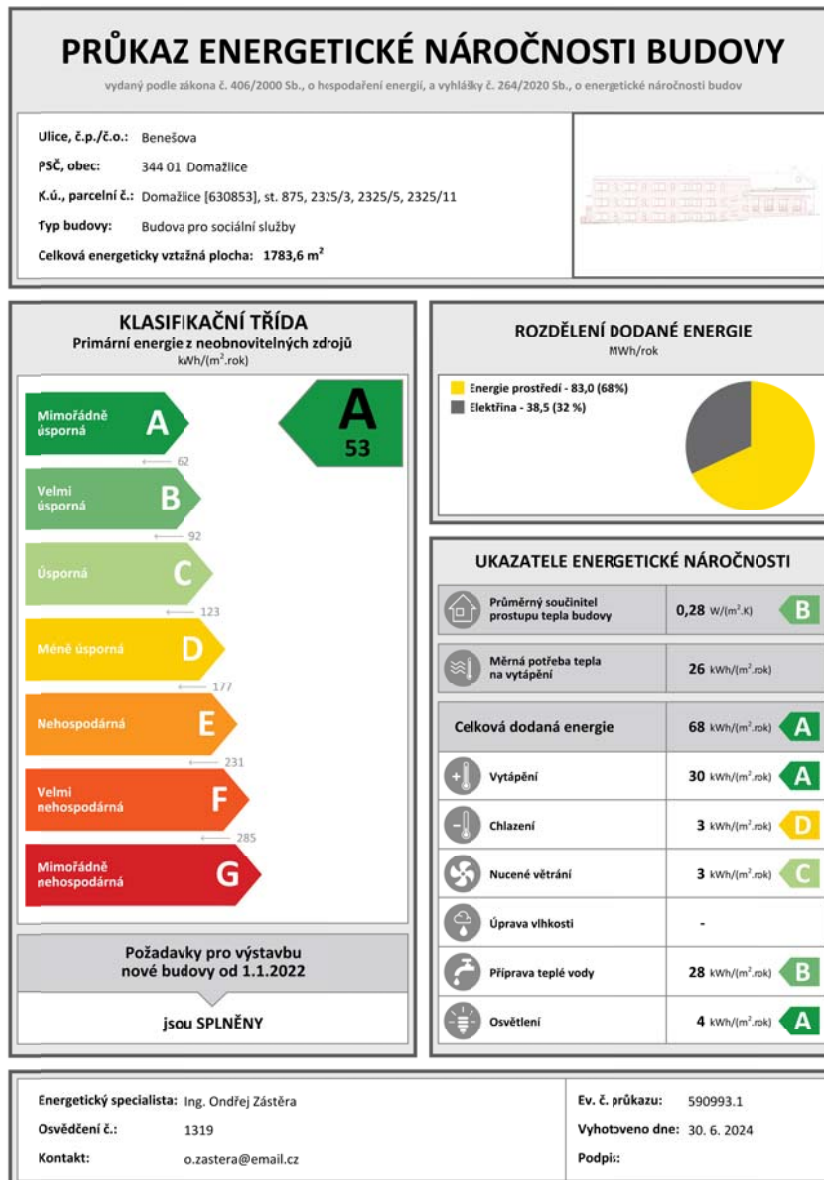 PRŮKAZ ENERGETICKÉ NÁROČNOSTI BUDOVY
vydaný podle zákona č. 406/2000 Sb., o hospodaření energií, a vyhlášky č. 264/2020 Sb., o energetické náročnosti budov
Ulice, č.p./č.o.: Benešova
PSČ, obec: 344 01 Domažlice
K.ú., parcelní č.: Domažlice [630853], st. 875, 2325/3, 2325/5, 2325/11
Typ budovy: Budova pro sociální služby
Celková energeticky vztažná plocha: 1783,6 m²
KLASIFIKAČNÍ TŘÍDA
Primární energie z neobnovitelných zdrojů
kWh/(m².rok)
Mimořádně
úsporná
A
A
53
62
Velmi
úsporná
B
92
Úsporná
C
123
Méně úsporná
D
177
Nehospodárná
E
231
Velmi
nehospodárná
F
285
Mimořádně
nehospodárná
G
Požadavky pro výstavbu
nové budovy od 1.1.2022
jsou SPLNĚNY
ROZDĚLENÍ DODANÉ ENERGIE
MWh/rok
Energie prostředí - 83,0 (68%)
Elektřina - 38,5 (32 %)
UKAZATELE ENERGETICKÉ NÁROČNOSTI
Průměrný součinitel
prostupu tepla budovy
0,28 W/(m².K) B
Měrná potřeba tepla
na vytápění
26 kWh/(m².rok)
Celková dodaná energie 68 kWh/(m².rok) A
Vytápění 30 kWh/(m².rok) A
Chlazení 3 kWh/(m².rok) D
Nucené větrání 3 kWh/(m².rok) C
Úprava vlhkosti -
Příprava teplé vody 28 kWh/(m².rok) B
Osvětlení 4 kWh/(m².rok) A
Energetický specialista: Ing. Ondřej Zástěra
Osvědčení č.: 1319
Kontakt: o.zastera@email.cz
Ev. č. průkazu: 590993.1
Vyhotoveno dne: 30. 6. 2024
Podpis: